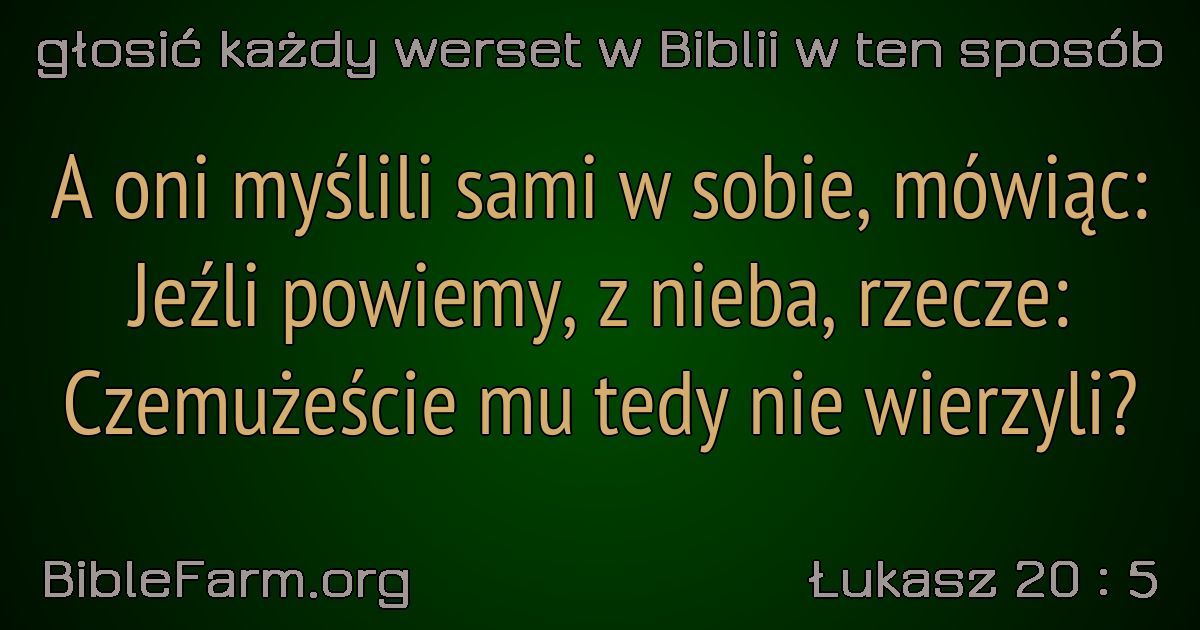 głosić każdy werset w Biblii w ten sposób
A oni myślili sami w sobie, mówiąc:
Jeźli powiemy, z nieba, rzecze:
Czemużeście mu tedy nie wierzyli?
BibleFarm.org
Łukasz 20 : 5